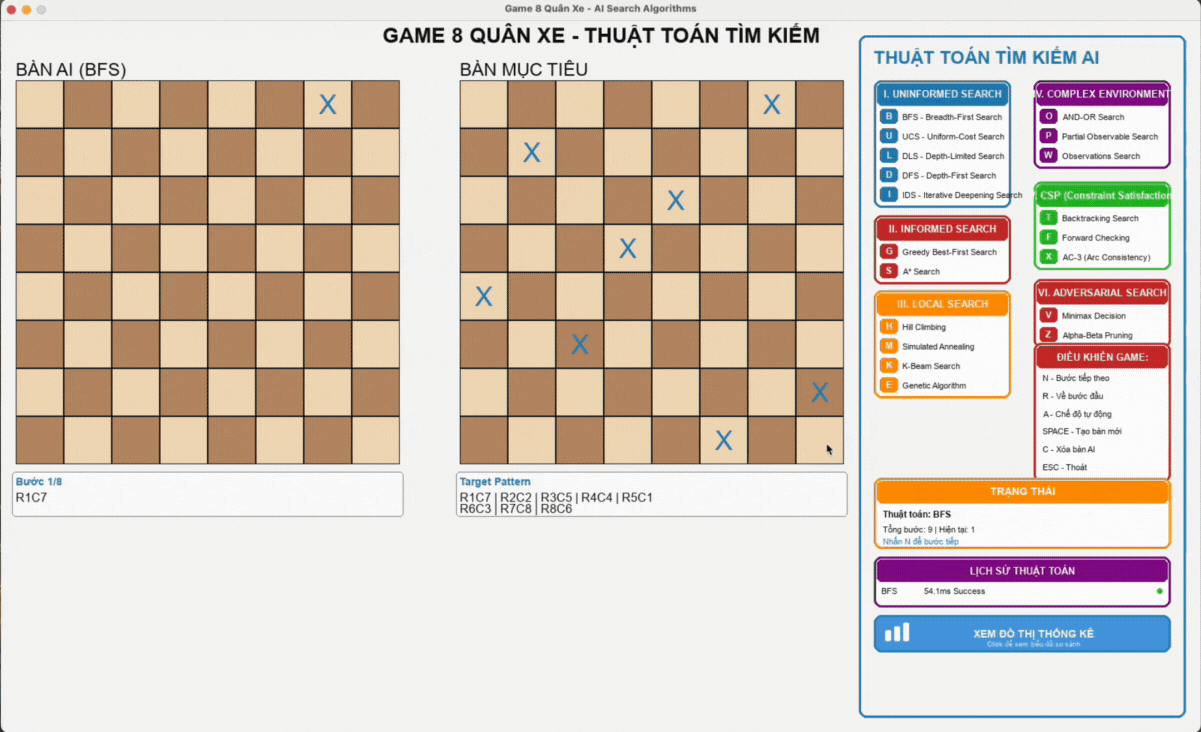 Game 8 Quân Xe - AI Search Algorithms
GAME 8 QUÂN XE - THUẬT TOÁN TÌM KIẾM
BÀN AI (BFS)
X
Bước 1/8
R1C7
BÀN MỤC TIÊU
X
X
X
X
X
X
X
X
Target Pattern
R1C7 | R2C2 | R3C5 | R4C4 | R5C1
R6C3 | R7C8 | R8C6
THUẬT TOÁN TÌM KIẾM AI
I. UNINFORMED SEARCH
B BFS - Breadth-First Search
U UCS - Uniform-Cost Search
L DLS - Depth-Limited Search
D DFS - Depth-First Search
I IDS - Iterative Deepening Search
II. INFORMED SEARCH
G Greedy Best-First Search
S A* Search
III. LOCAL SEARCH
H Hill Climbing
M Simulated Annealing
K K-Beam Search
E Genetic Algorithm
V. COMPLEX ENVIRONMENT
O AND-OR Search
P Partial Observable Search
W Observations Search
CSP (Constraint Satisfaction
T Backtracking Search
F Forward Checking
X AC-3 (Arc Consistency)
VI. ADVERSARIAL SEARCH
V Minimax Decision
Z Alpha-Beta Pruning
ĐIỀU KHIỂN GAME:
N - Bước tiếp theo
R - Về bước đầu
A - Chế độ tự động
SPACE - Tạo bàn mới
C - Xóa bàn AI
ESC - Thoát
TRẠNG THÁI
Thuật toán: BFS
Tổng bước: 9 | Hiện tại: 1
Nhấn N để bước tiếp
LỊCH SỬ THUẬT TOÁN
BFS 54.1ms Success
XEM ĐỒ THỊ THỐNG KÊ
Click để xem biểu đồ so sánh